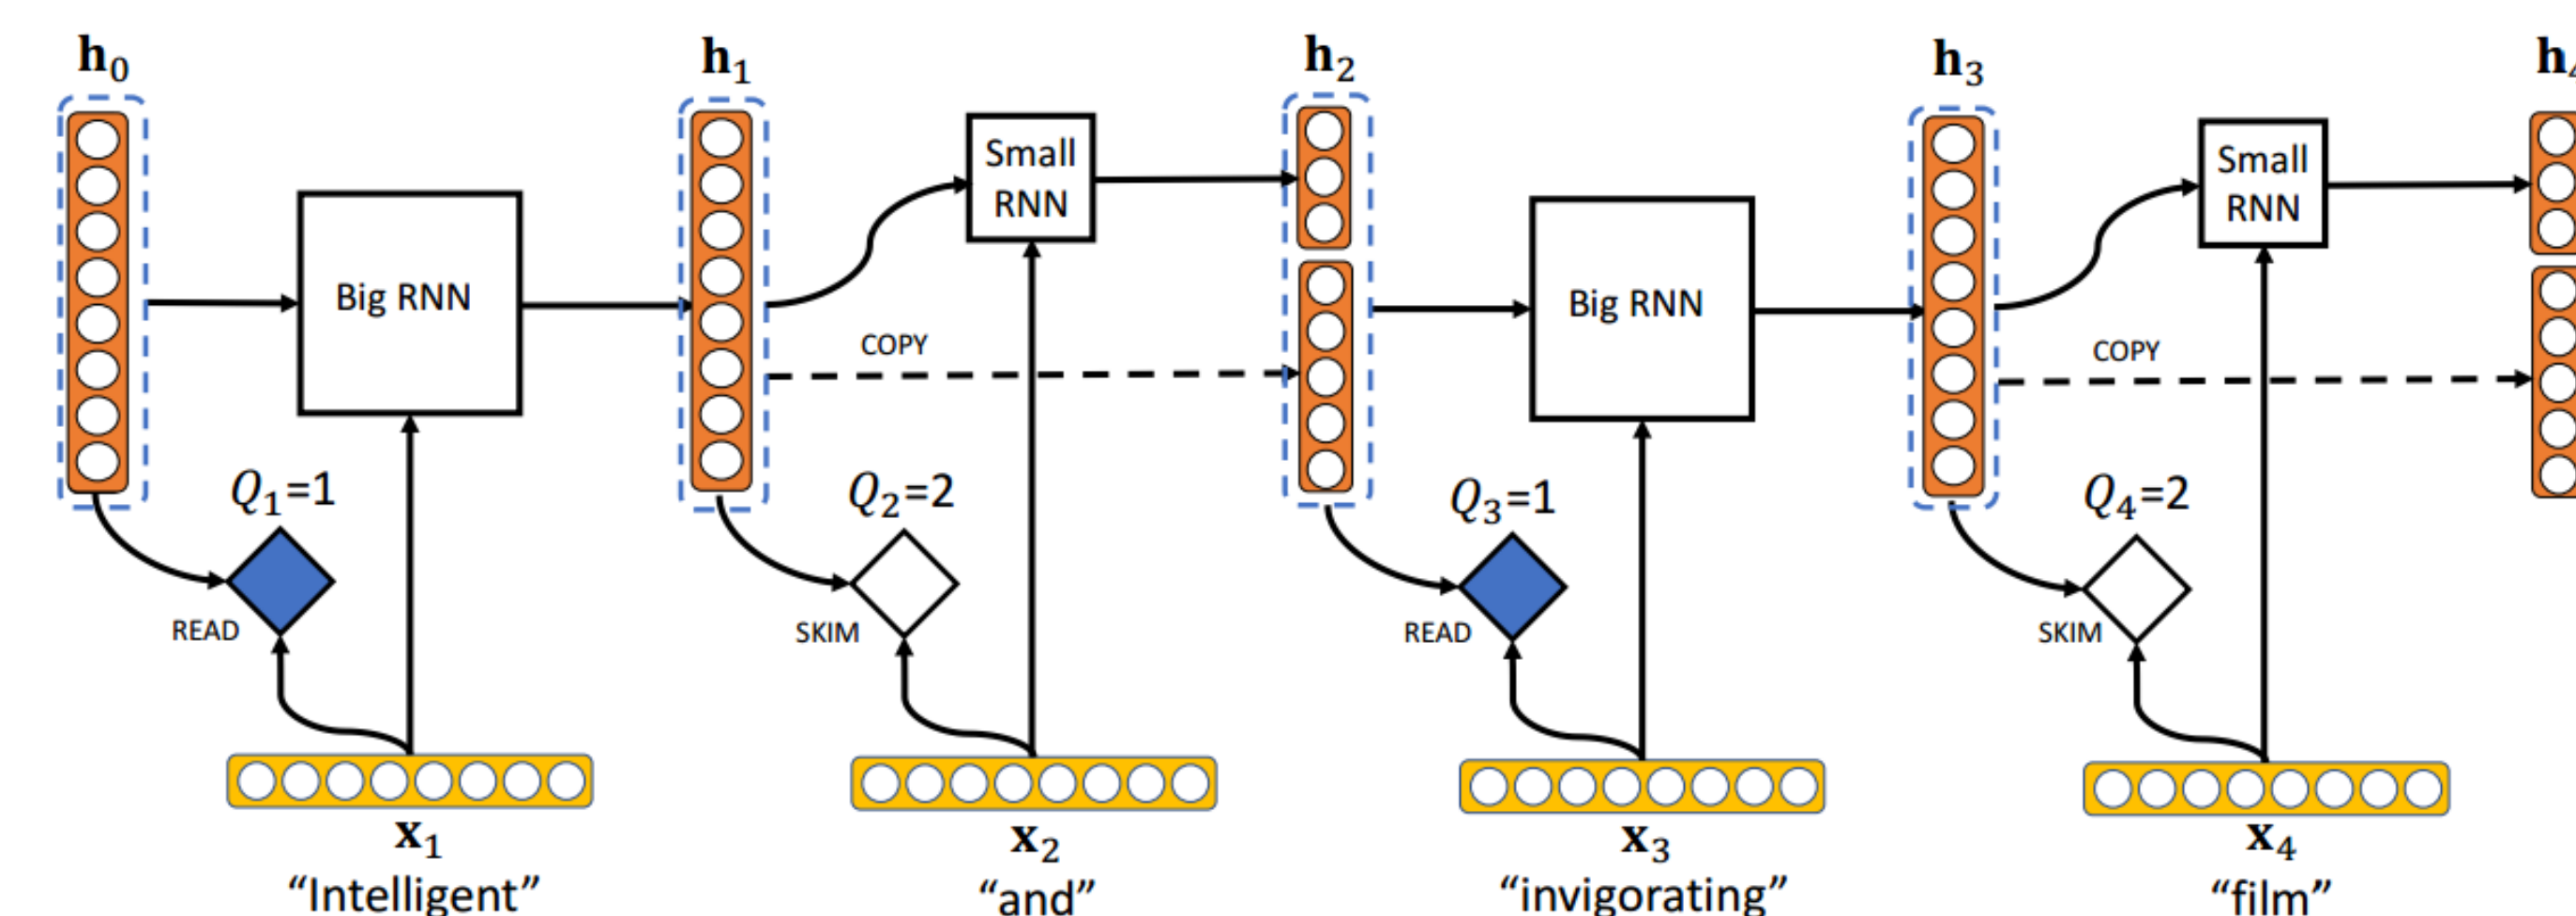 h₀
h₁
h₂
h₃
h₄
Small
RNN
Small
RNN
Big RNN
Big RNN
COPY
COPY
Q₁=1
Q₂=2
Q₃=1
Q₄=2
READ
SKIM
READ
SKIM
x₁
x₂
x₃
x₄
“Intelligent”
“and”
“invigorating”
“film”